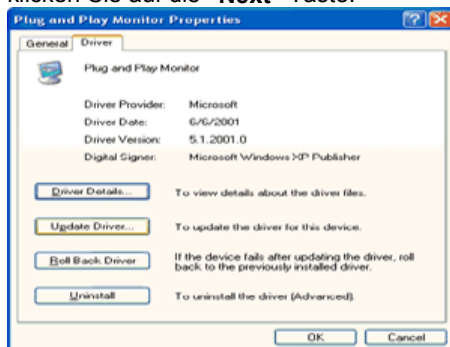 klicken Sie auf die "Next" Taste.
Plug and Play Monitor Properties
General Driver
Plug and Play Monitor
Driver Provider: Microsoft
Driver Date: 6/6/2001
Driver Version: 5.1.2001.0
Digital Signer: Microsoft Windows XP Publisher
Driver Details... To view details about the driver files.
Update Driver... To update the driver for this device.
Roll Back Driver If the device fails after updating the driver, roll
back to the previously installed driver.
Uninstall To uninstall the driver (Advanced).
OK Cancel